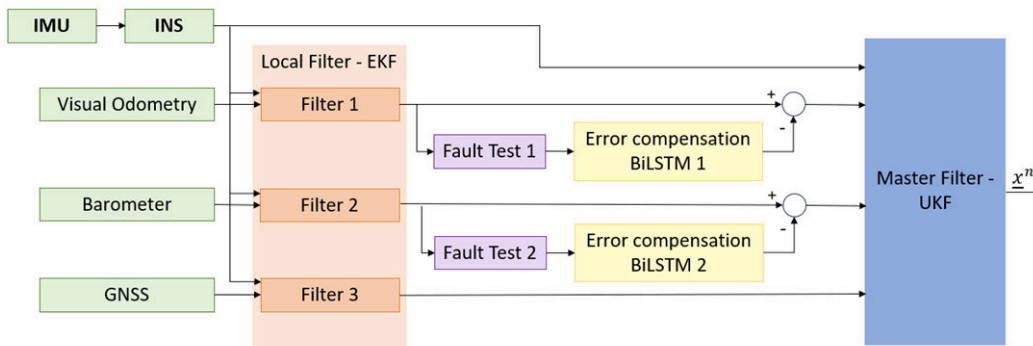 IMU
INS
Local Filter - EKF
Visual Odometry
Filter 1
+
-
Fault Test 1
Error compensation
BiLSTM 1
Master Filter -
UKF
x^n
Barometer
Filter 2
+
-
Fault Test 2
Error compensation
BiLSTM 2
GNSS
Filter 3